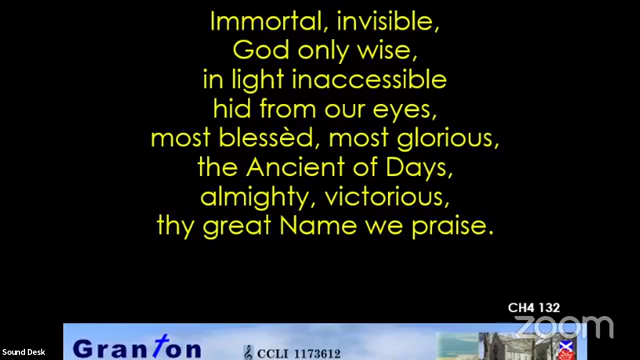 Immortal, invisible,
God only wise,
in light inaccessible
hid from our eyes,
most blessèd, most glorious,
the Ancient of Days,
almighty, victorious,
thy great Name we praise.
CH4 132
zoom
Sound Desk
Granton
CCLI 1173612